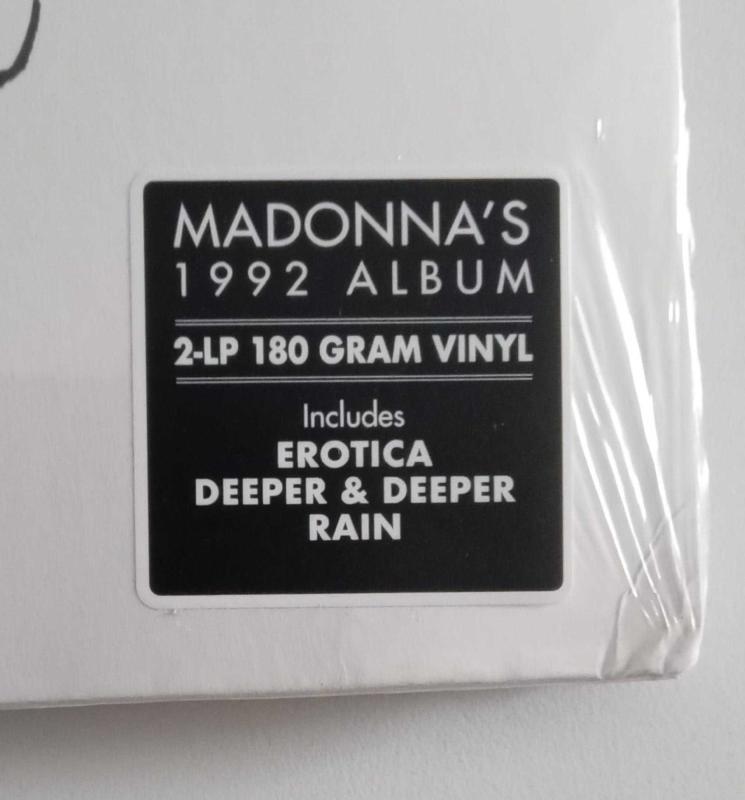 MADONNA'S
1992 ALBUM
2-LP 180 GRAM VINYL
Includes
EROTICA
DEEPER & DEEPER
RAIN